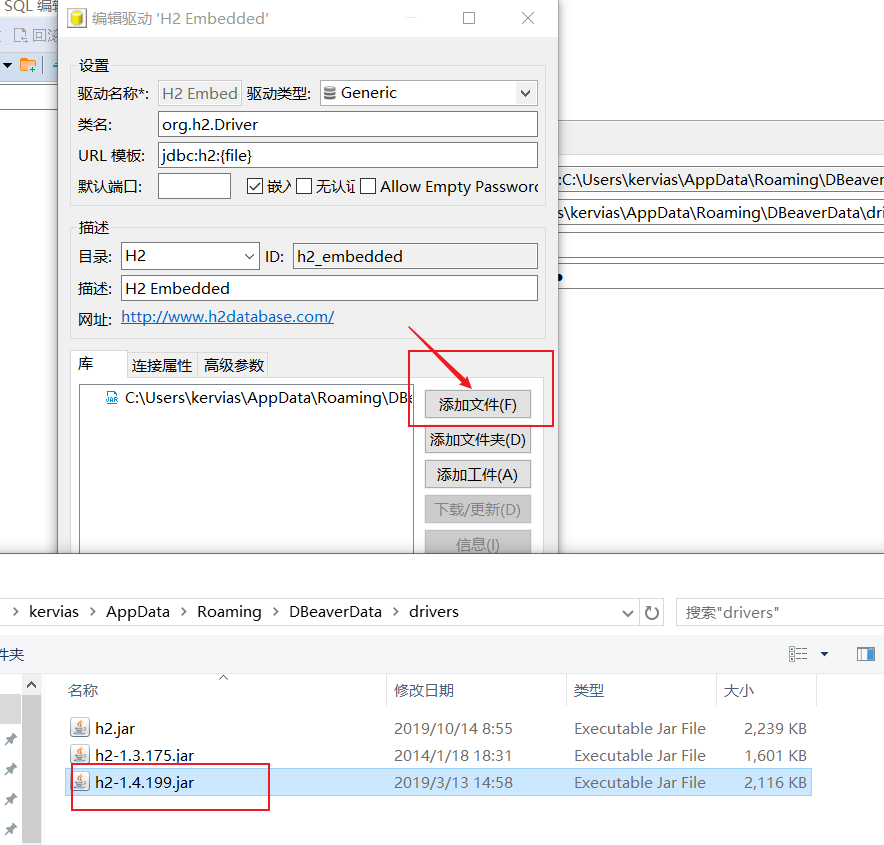 SQL 编辑
编辑驱动 'H2 Embedded'
回滚
设置
驱动名称*: H2 Embed 驱动类型: Generic
类名: org.h2.Driver
URL 模板: jdbc:h2:{file}
默认端口: 嵌入 无认证 Allow Empty Password
:C:\Users\kervias\AppData\Roaming\DBeaver
s\kervias\AppData\Roaming\DBeaverData\dri
描述
目录: H2 ID: h2_embedded
描述: H2 Embedded
网址: http://www.h2database.com/
库 连接属性 高级参数
C:\Users\kervias\AppData\Roaming\DBe
添加文件(F)
添加文件夹(D)
添加工件(A)
下载/更新(D)
信息(I)
kervias AppData Roaming DBeaverData drivers 搜索"drivers"
件夹
名称 修改日期 类型 大小
h2.jar 2019/10/14 8:55 Executable Jar File 2,239 KB
h2-1.3.175.jar 2014/1/18 18:31 Executable Jar File 1,601 KB
h2-1.4.199.jar 2019/3/13 14:58 Executable Jar File 2,116 KB